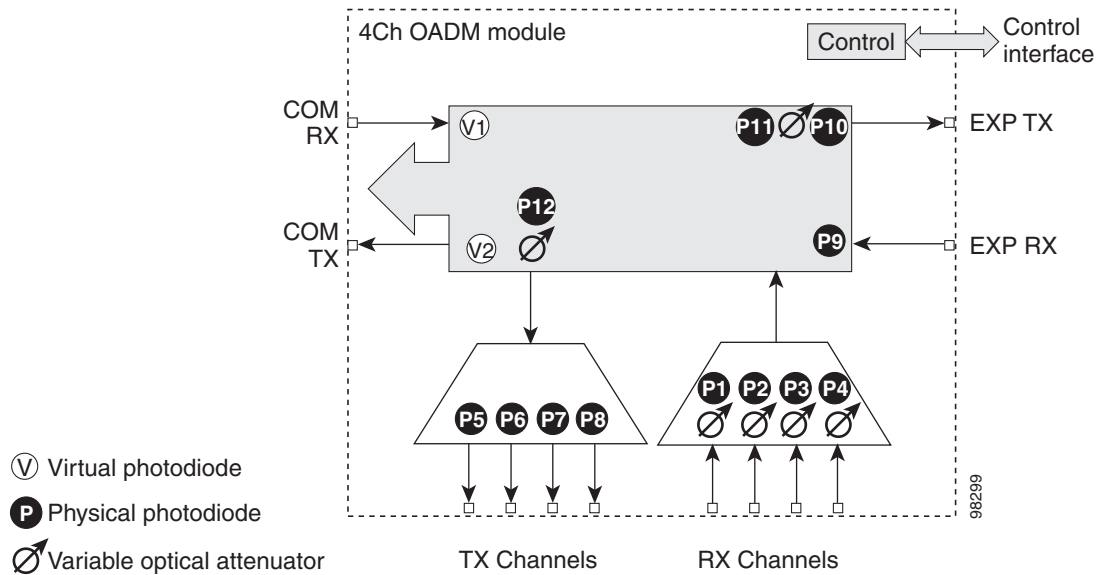 4Ch OADM module
Control
Control
interface
COM
RX
V1
P11
P10
EXP TX
P12
COM
TX
V2
P9
EXP RX
P1
P2
P3
P4
P5
P6
P7
P8
V Virtual photodiode
P Physical photodiode
Variable optical attenuator
TX Channels
RX Channels
98299